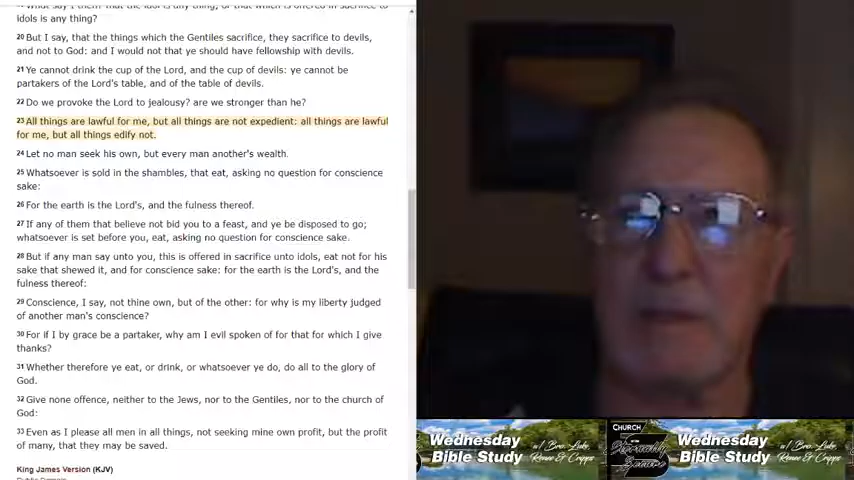 idols is any thing?
20 But I say, that the things which the Gentiles sacrifice, they sacrifice to devils,
and not to God: and I would not that ye should have fellowship with devils.
21 Ye cannot drink the cup of the Lord, and the cup of devils: ye cannot be
partakers of the Lord's table, and of the table of devils.
22 Do we provoke the Lord to jealousy? are we stronger than he?
23 All things are lawful for me, but all things are not expedient: all things are lawful
for me, but all things edify not.
24 Let no man seek his own, but every man another's wealth.
25 Whatsoever is sold in the shambles, that eat, asking no question for conscience
sake:
26 For the earth is the Lord's, and the fulness thereof.
27 If any of them that believe not bid you to a feast, and ye be disposed to go;
whatsoever is set before you, eat, asking no question for conscience sake.
28 But if any man say unto you, this is offered in sacrifice unto idols, eat not for his
sake that shewed it, and for conscience sake: for the earth is the Lord's, and the
fulness thereof:
29 Conscience, I say, not thine own, but of the other: for why is my liberty judged
of another man's conscience?
30 For if I by grace be a partaker, why am I evil spoken of for that for which I give
thanks?
31 Whether therefore ye eat, or drink, or whatsoever ye do, do all to the glory of
God.
32 Give none offence, neither to the Jews, nor to the Gentiles, nor to the church of
God:
33 Even as I please all men in all things, not seeking mine own profit, but the profit
of many, that they may be saved.
King James Version (KJV)
Public Domain
Wednesday
Bible Study
w/ Bro. Luke,
Renee & Cripps
CHURCH
OF THE
Eternally
Secure
Wednesday
Bible Study
w/ Bro. Luke,
Renee & Cripps